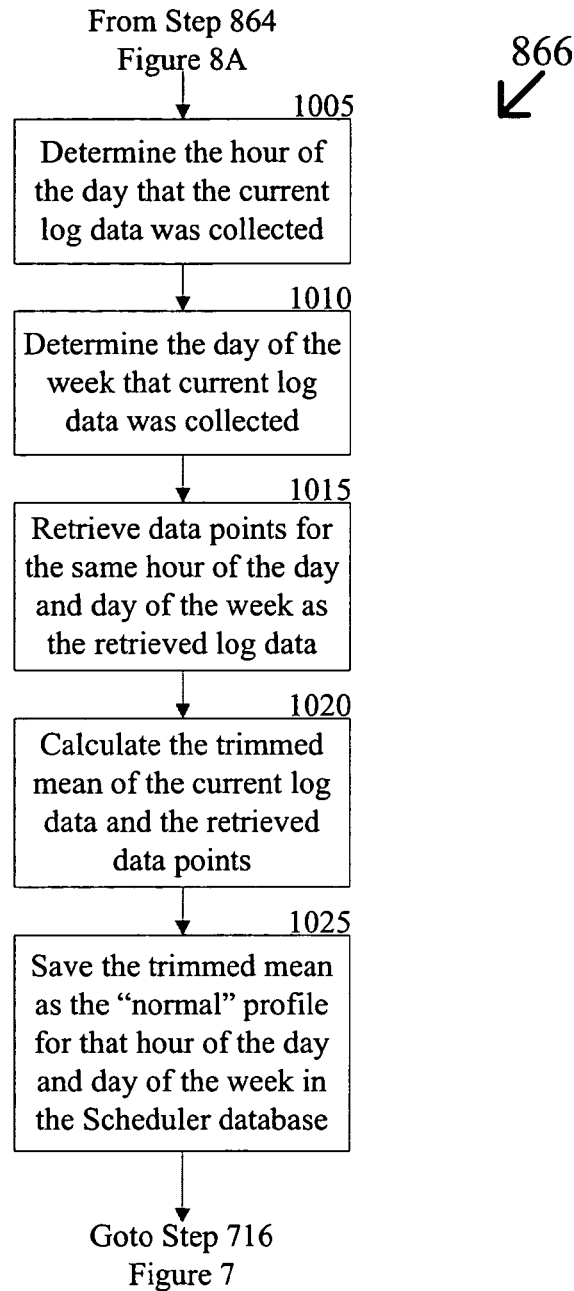 From Step 864
Figure 8A
866
1005
Determine the hour of
the day that the current
log data was collected
1010
Determine the day of the
week that current log
data was collected
1015
Retrieve data points for
the same hour of the day
and day of the week as
the retrieved log data
1020
Calculate the trimmed
mean of the current log
data and the retrieved
data points
1025
Save the trimmed mean
as the “normal” profile
for that hour of the day
and day of the week in
the Scheduler database
Goto Step 716
Figure 7